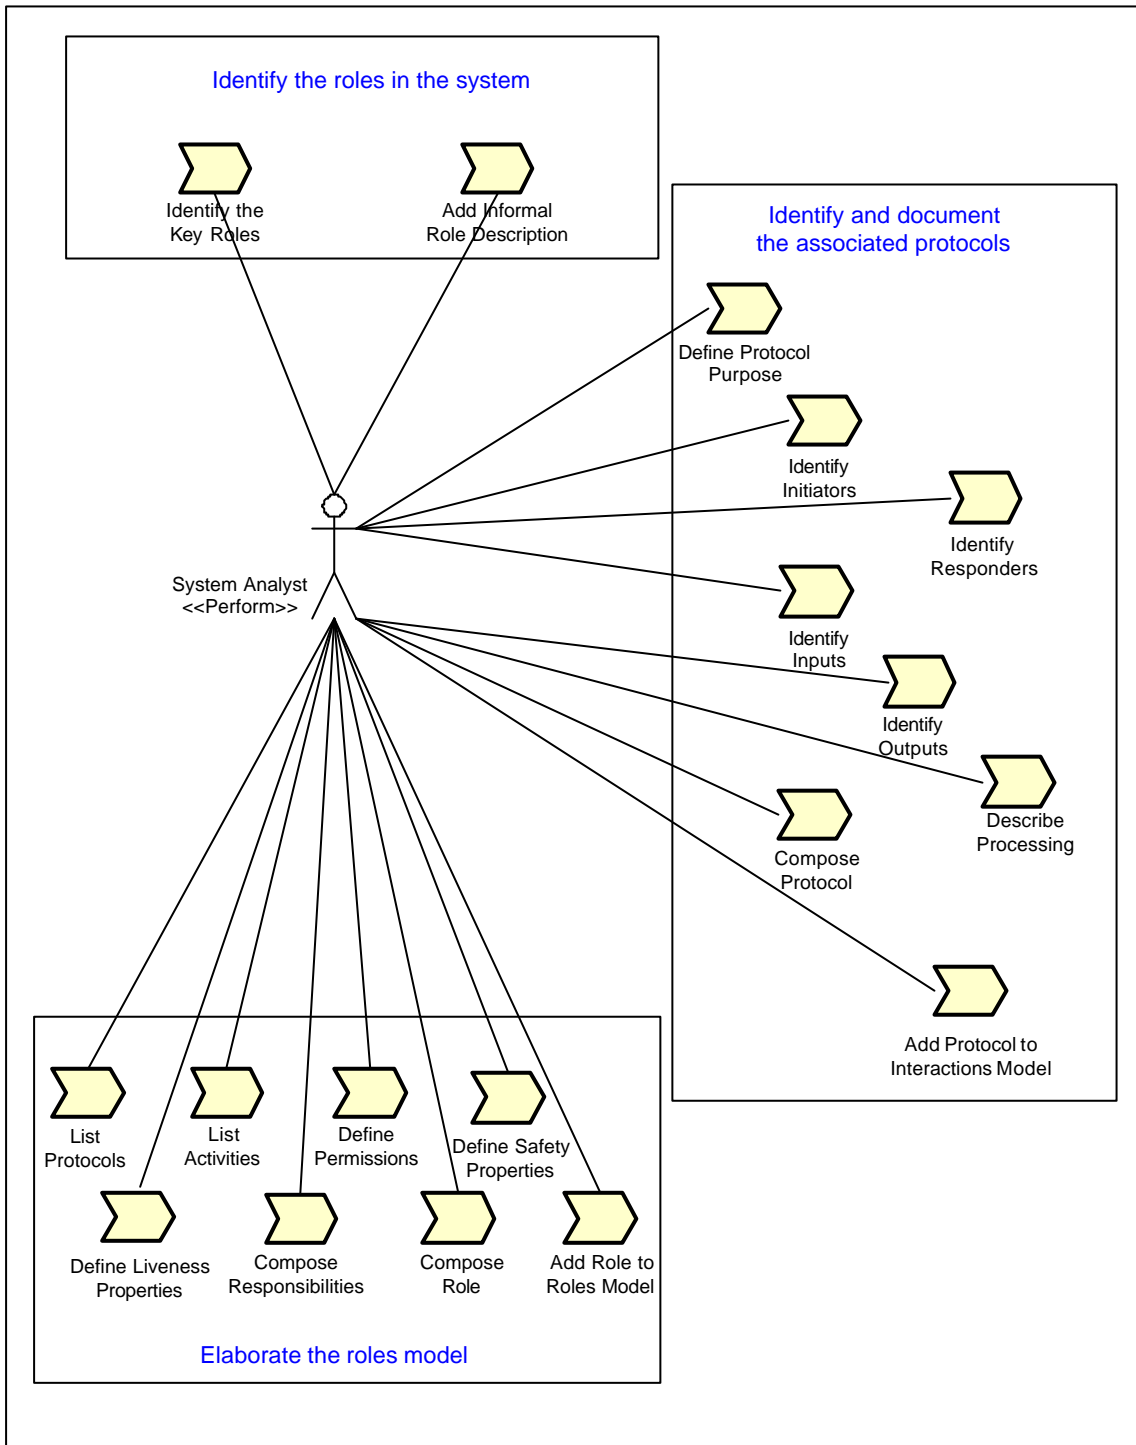 Identify the roles in the system
Identify the
Key Roles
Add Informal
Role Description
Identify and document
the associated protocols
Define Protocol
Purpose
Identify
Initiators
Identify
Responders
System Analyst
<<Perform>>
Identify
Inputs
Identify
Outputs
Describe
Processing
Compose
Protocol
Add Protocol to
Interactions Model
List
Protocols
List
Activities
Define
Permissions
Define Safety
Properties
Define Liveness
Properties
Compose
Responsibilities
Compose
Role
Add Role to
Roles Model
Elaborate the roles model